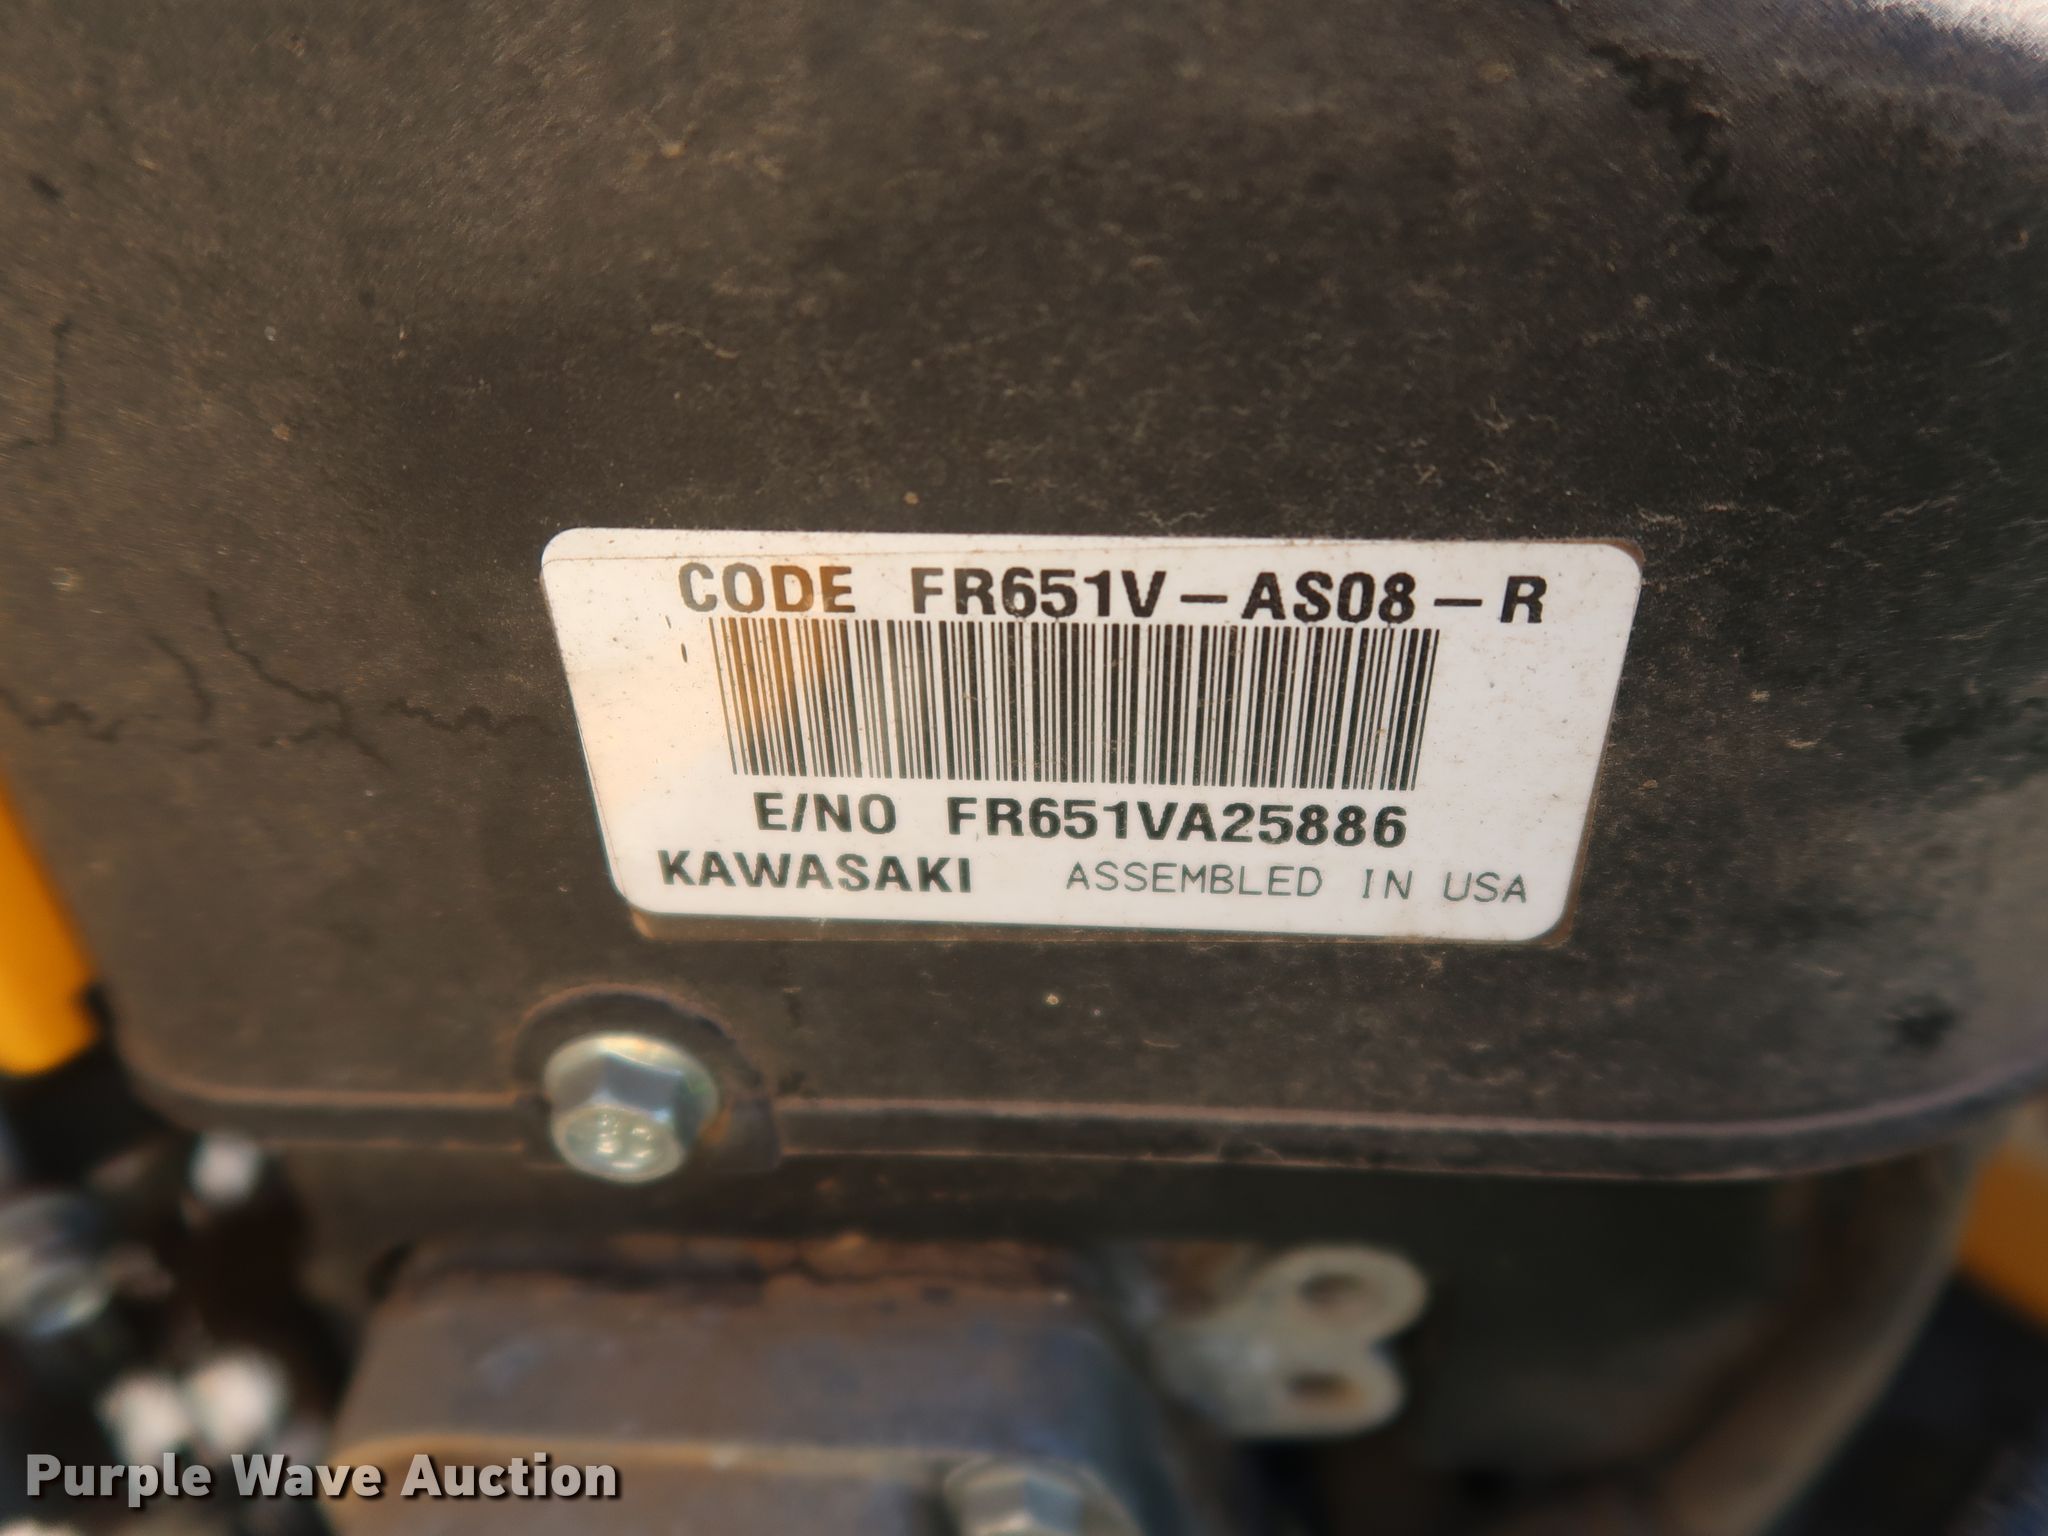 CODE FR651V-AS08-R
E/NO FR651VA25886
KAWASAKI ASSEMBLED IN USA
Purple Wave Auction